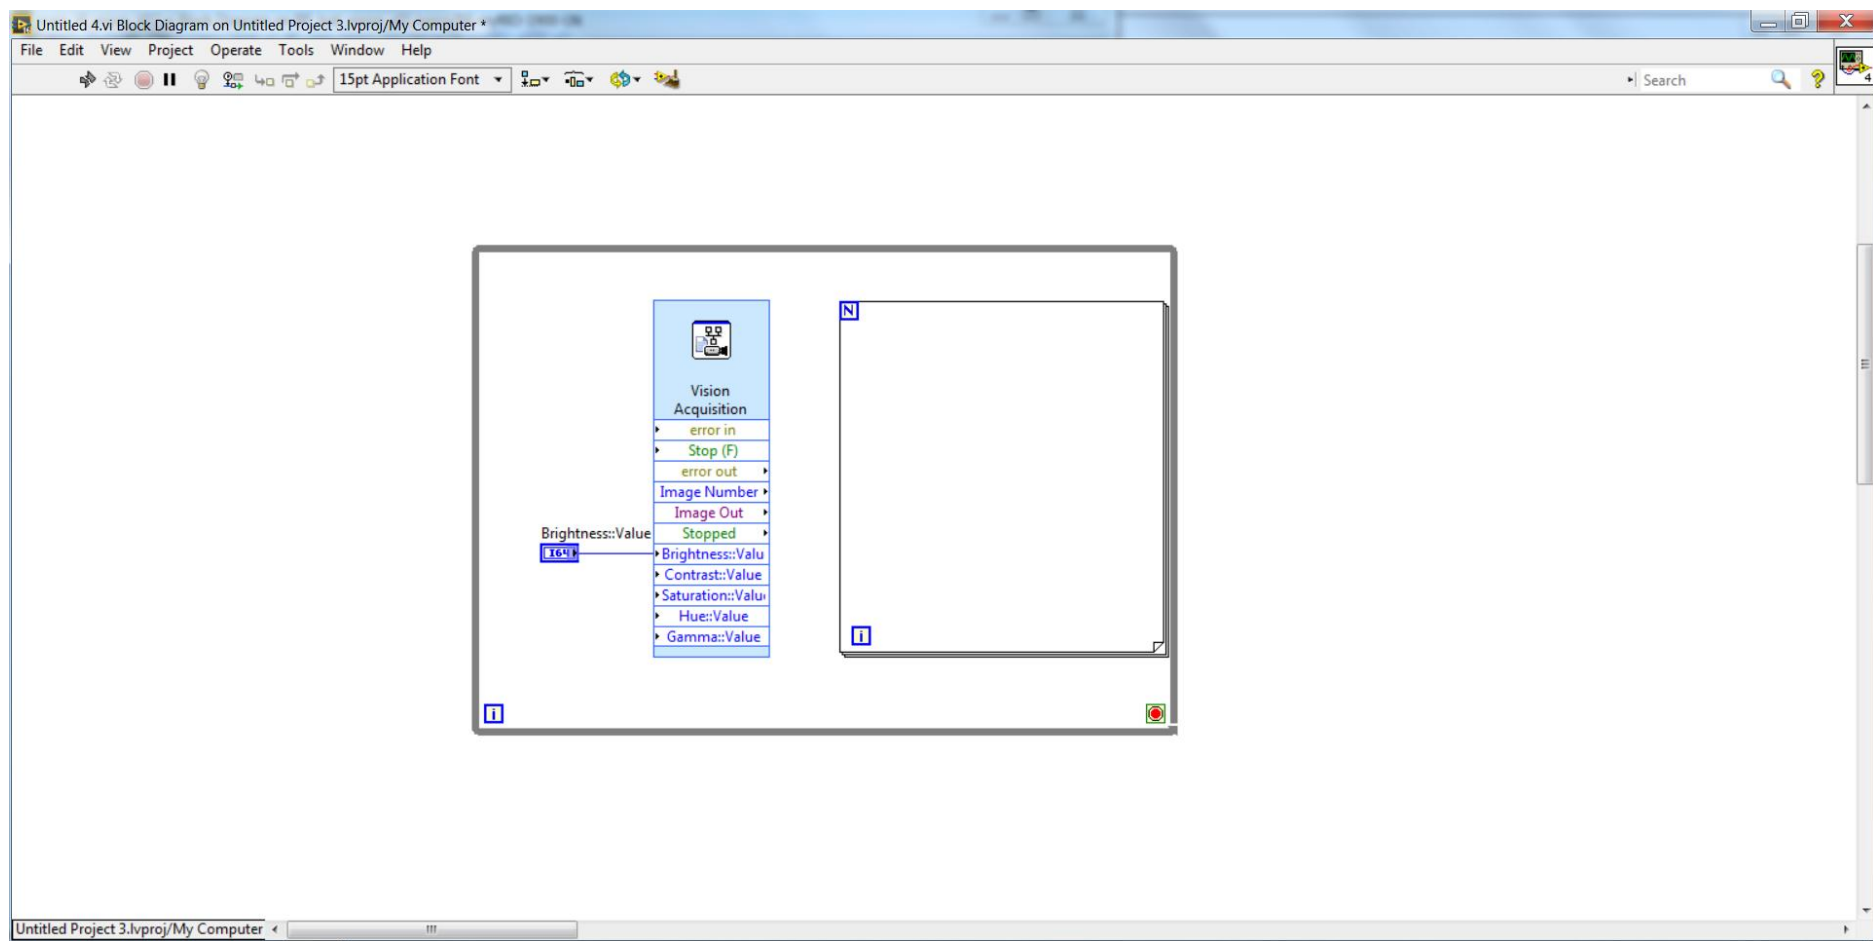 Untitled 4.vi Block Diagram on Untitled Project 3.lvproj/My Computer *
File Edit View Project Operate Tools Window Help
15pt Application Font
Search
4
N
Vision
Acquisition
error in
Stop (F)
error out
Image Number
Image Out
Brightness::Value
Stopped
I64
Brightness::Valu
Contrast::Value
Saturation::Valu
Hue::Value
Gamma::Value
i
i
Untitled Project 3.lvproj/My Computer